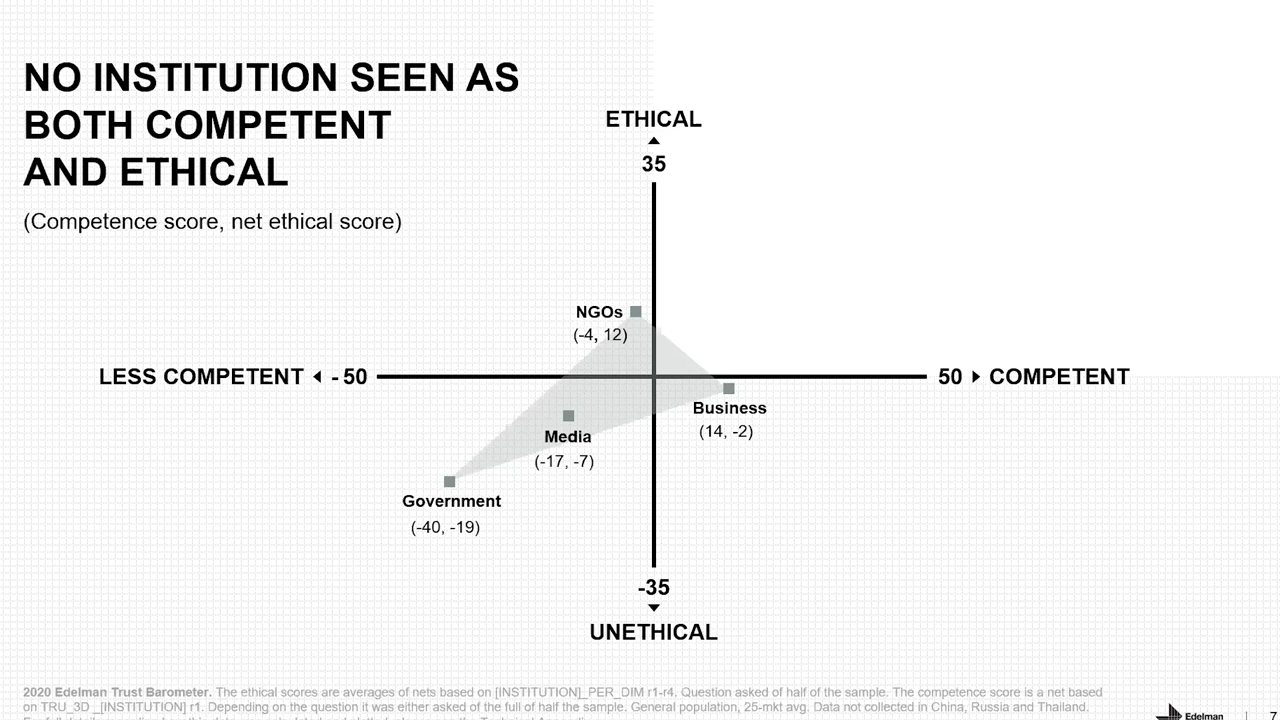 NO INSTITUTION SEEN AS
BOTH COMPETENT
AND ETHICAL
(Competence score, net ethical score)
ETHICAL
35
NGOs
(-4, 12)
LESS COMPETENT
- 50
50
COMPETENT
Business
(14, -2)
Media
(-17, -7)
Government
(-40, -19)
-35
UNETHICAL
2020 Edelman Trust Barometer. The ethical scores are averages of nets based on [INSTITUTION]_PER_DIM r1-r4. Question asked of half of the sample. The competence score is a net based
on TRU_3D _[INSTITUTION] r1. Depending on the question it was either asked of the full of half the sample. General population, 25-mkt avg. Data not collected in China, Russia and Thailand.
Edelman
7